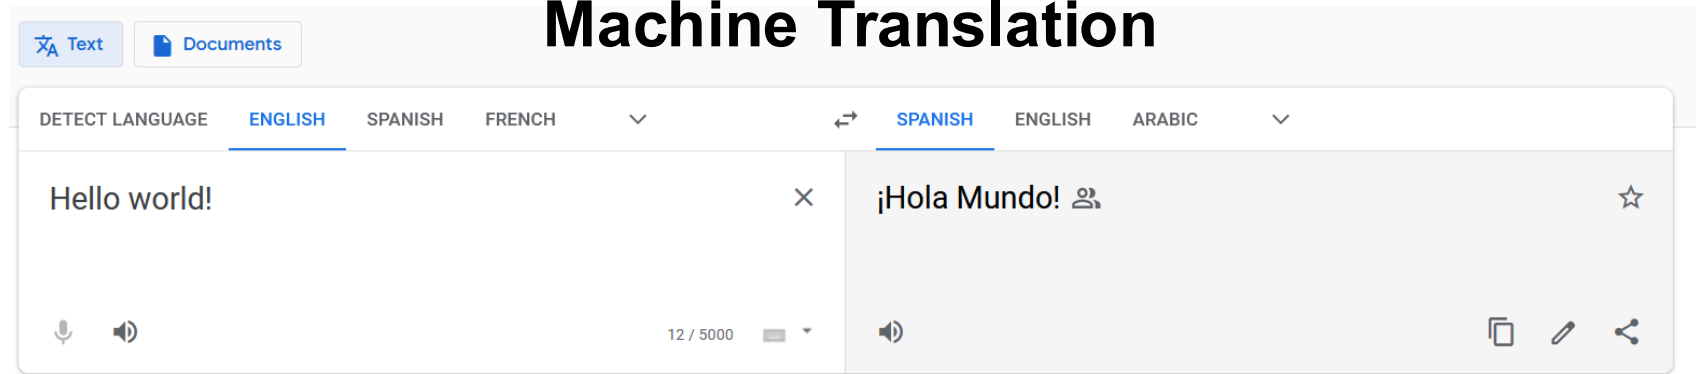 Machine Translation
Text Documents
DETECT LANGUAGE ENGLISH SPANISH FRENCH SPANISH ENGLISH ARABIC
Hello world! ¡Hola Mundo!
12 / 5000